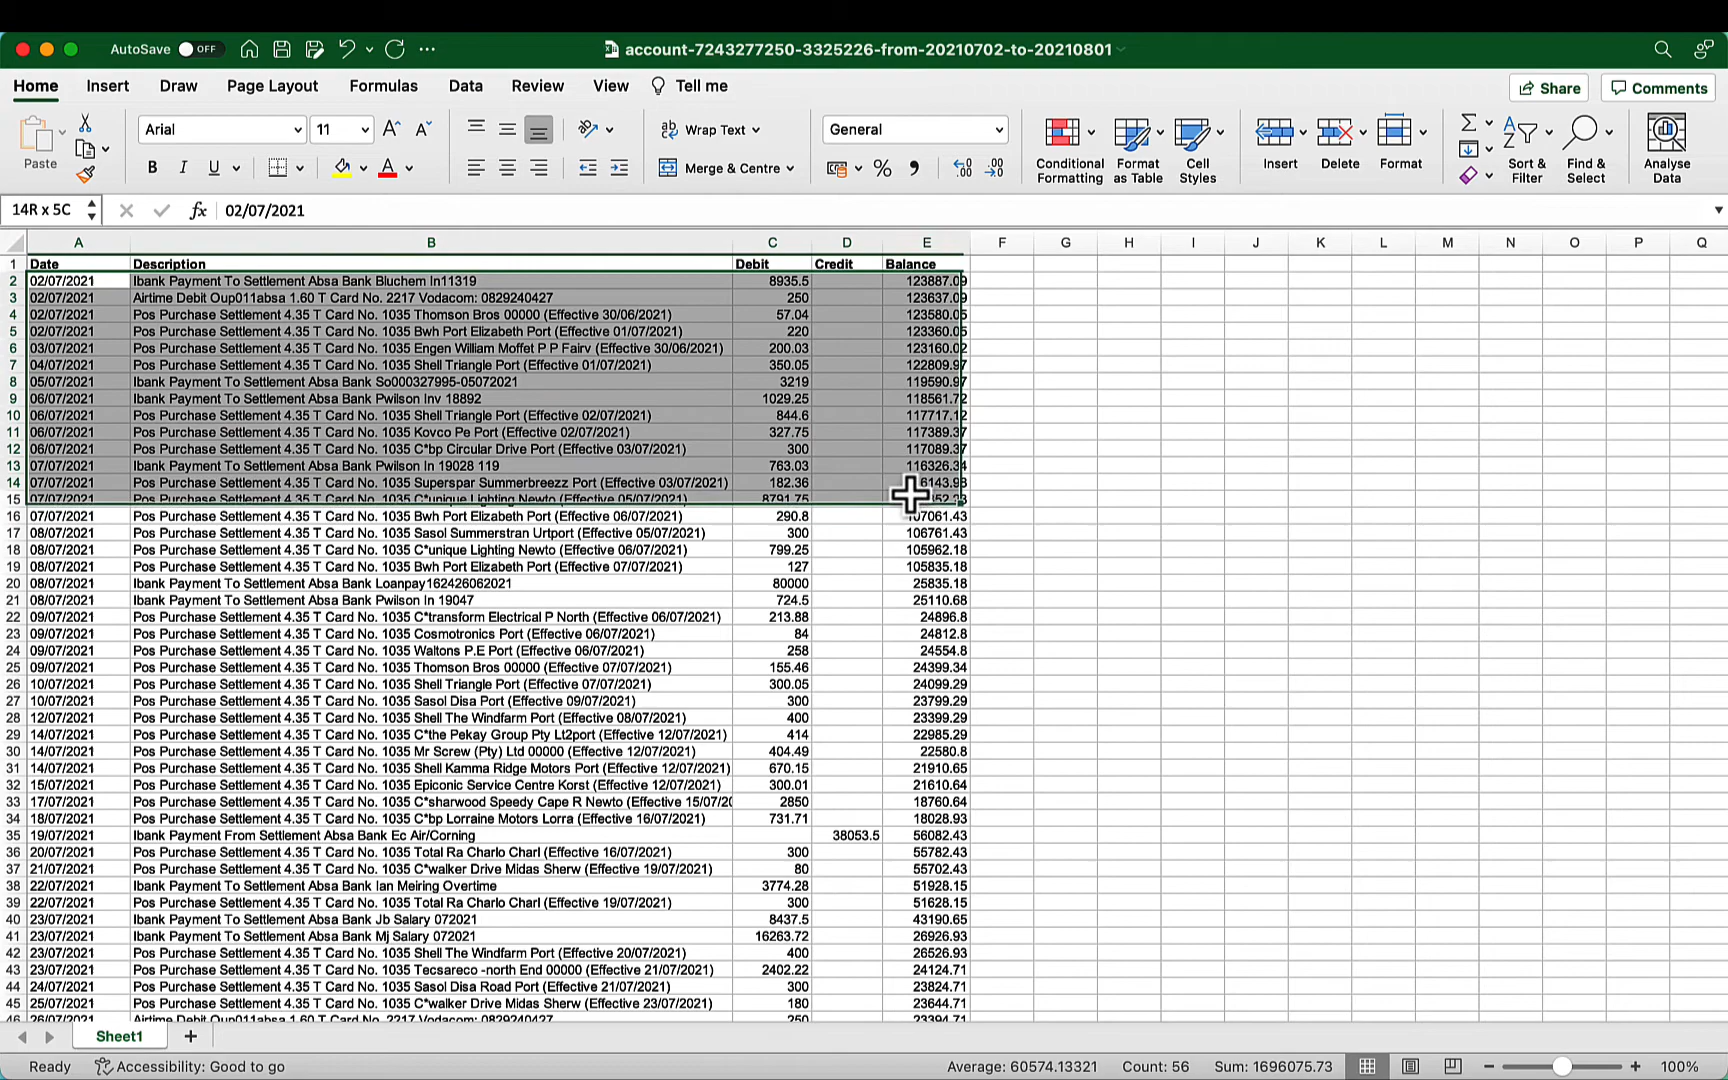 AutoSave OFF account-7243277250-3325226-from-20210702-to-20210801
Home Insert Draw Page Layout Formulas Data Review View Tell me Share Comments
Paste Arial 11 Wrap Text Merge & Centre General Conditional Formatting Format as Table Cell Styles Insert Delete Format Sort & Filter Find & Select Analyse Data
14R x 5C fx 02/07/2021
A B C D E F G H I J K L M N O P Q
1 Date Description Debit Credit Balance
2 02/07/2021 Ibank Payment To Settlement Absa Bank Bluchem In11319 8935.5 123887.09
3 02/07/2021 Airtime Debit Oup011absa 1.60 T Card No. 2217 Vodacom: 0829240427 250 123637.09
4 02/07/2021 Pos Purchase Settlement 4.35 T Card No. 1035 Thomson Bros 00000 (Effective 30/06/2021) 57.04 123580.05
5 02/07/2021 Pos Purchase Settlement 4.35 T Card No. 1035 Bwh Port Elizabeth Port (Effective 01/07/2021) 220 123360.05
6 03/07/2021 Pos Purchase Settlement 4.35 T Card No. 1035 Engen William Moffet P P Fairv (Effective 30/06/2021) 200.03 123160.02
7 04/07/2021 Pos Purchase Settlement 4.35 T Card No. 1035 Shell Triangle Port (Effective 01/07/2021) 350.05 122809.97
8 05/07/2021 Ibank Payment To Settlement Absa Bank So000327995-05072021 3219 119590.97
9 06/07/2021 Ibank Payment To Settlement Absa Bank Pwilson Inv 18892 1029.25 118561.72
10 06/07/2021 Pos Purchase Settlement 4.35 T Card No. 1035 Shell Triangle Port (Effective 02/07/2021) 844.6 117717.12
11 06/07/2021 Pos Purchase Settlement 4.35 T Card No. 1035 Kovco Pe Port (Effective 02/07/2021) 327.75 117389.37
12 06/07/2021 Pos Purchase Settlement 4.35 T Card No. 1035 C*bp Circular Drive Port (Effective 03/07/2021) 300 117089.37
13 07/07/2021 Ibank Payment To Settlement Absa Bank Pwilson In 19028 119 763.03 116326.34
14 07/07/2021 Pos Purchase Settlement 4.35 T Card No. 1035 Superspar Summerbreezz Port (Effective 03/07/2021) 182.36 6143.98
15 07/07/2021 Pos Purchase Settlement 4.35 T Card No. 1035 C*unique Lighting Newto (Effective 05/07/2021) 8791.75
16 07/07/2021 Pos Purchase Settlement 4.35 T Card No. 1035 Bwh Port Elizabeth Port (Effective 06/07/2021) 290.8 107061.43
17 07/07/2021 Pos Purchase Settlement 4.35 T Card No. 1035 Sasol Summerstran Urtport (Effective 05/07/2021) 300 106761.43
18 08/07/2021 Pos Purchase Settlement 4.35 T Card No. 1035 C*unique Lighting Newto (Effective 06/07/2021) 799.25 105962.18
19 08/07/2021 Pos Purchase Settlement 4.35 T Card No. 1035 Bwh Port Elizabeth Port (Effective 07/07/2021) 127 105835.18
20 08/07/2021 Ibank Payment To Settlement Absa Bank Loanpay162426062021 80000 25835.18
21 08/07/2021 Ibank Payment To Settlement Absa Bank Pwilson In 19047 724.5 25110.68
22 09/07/2021 Pos Purchase Settlement 4.35 T Card No. 1035 C*transform Electrical P North (Effective 06/07/2021) 213.88 24896.8
23 09/07/2021 Pos Purchase Settlement 4.35 T Card No. 1035 Cosmotronics Port (Effective 06/07/2021) 84 24812.8
24 09/07/2021 Pos Purchase Settlement 4.35 T Card No. 1035 Waltons P.E Port (Effective 06/07/2021) 258 24554.8
25 09/07/2021 Pos Purchase Settlement 4.35 T Card No. 1035 Thomson Bros 00000 (Effective 07/07/2021) 155.46 24399.34
26 10/07/2021 Pos Purchase Settlement 4.35 T Card No. 1035 Shell Triangle Port (Effective 07/07/2021) 300.05 24099.29
27 10/07/2021 Pos Purchase Settlement 4.35 T Card No. 1035 Sasol Disa Port (Effective 09/07/2021) 300 23799.29
28 12/07/2021 Pos Purchase Settlement 4.35 T Card No. 1035 Shell The Windfarm Port (Effective 08/07/2021) 400 23399.29
29 14/07/2021 Pos Purchase Settlement 4.35 T Card No. 1035 C*the Pekay Group Pty Lt2port (Effective 12/07/2021) 414 22985.29
30 14/07/2021 Pos Purchase Settlement 4.35 T Card No. 1035 Mr Screw (Pty) Ltd 00000 (Effective 12/07/2021) 404.49 22580.8
31 14/07/2021 Pos Purchase Settlement 4.35 T Card No. 1035 Shell Kamma Ridge Motors Port (Effective 12/07/2021) 670.15 21910.65
32 15/07/2021 Pos Purchase Settlement 4.35 T Card No. 1035 Epiconic Service Centre Korst (Effective 12/07/2021) 300.01 21610.64
33 17/07/2021 Pos Purchase Settlement 4.35 T Card No. 1035 C*sharwood Speedy Cape R Newto (Effective 15/07/20 2850 18760.64
34 18/07/2021 Pos Purchase Settlement 4.35 T Card No. 1035 C*bp Lorraine Motors Lorra (Effective 16/07/2021) 731.71 18028.93
35 19/07/2021 Ibank Payment From Settlement Absa Bank Ec Air/Corning 38053.5 56082.43
36 20/07/2021 Pos Purchase Settlement 4.35 T Card No. 1035 Total Ra Charlo Charl (Effective 16/07/2021) 300 55782.43
37 21/07/2021 Pos Purchase Settlement 4.35 T Card No. 1035 C*walker Drive Midas Sherw (Effective 19/07/2021) 80 55702.43
38 22/07/2021 Ibank Payment To Settlement Absa Bank Ian Meiring Overtime 3774.28 51928.15
39 22/07/2021 Pos Purchase Settlement 4.35 T Card No. 1035 Total Ra Charlo Charl (Effective 19/07/2021) 300 51628.15
40 23/07/2021 Ibank Payment To Settlement Absa Bank Jb Salary 072021 8437.5 43190.65
41 23/07/2021 Ibank Payment To Settlement Absa Bank Mj Salary 072021 16263.72 26926.93
42 23/07/2021 Pos Purchase Settlement 4.35 T Card No. 1035 Shell The Windfarm Port (Effective 20/07/2021) 400 26526.93
43 23/07/2021 Pos Purchase Settlement 4.35 T Card No. 1035 Tecsareco -north End 00000 (Effective 21/07/2021) 2402.22 24124.71
44 24/07/2021 Pos Purchase Settlement 4.35 T Card No. 1035 Sasol Disa Road Port (Effective 21/07/2021) 300 23824.71
45 25/07/2021 Pos Purchase Settlement 4.35 T Card No. 1035 C*walker Drive Midas Sherw (Effective 23/07/2021) 180 23644.71
46 26/07/2021 Airtime Debit Oup011absa 1.60 T Card No. 2217 Vodacom: 0829240427 250 23394.71
Sheet1
Ready Accessibility: Good to go Average: 60574.13321 Count: 56 Sum: 1696075.73 100%